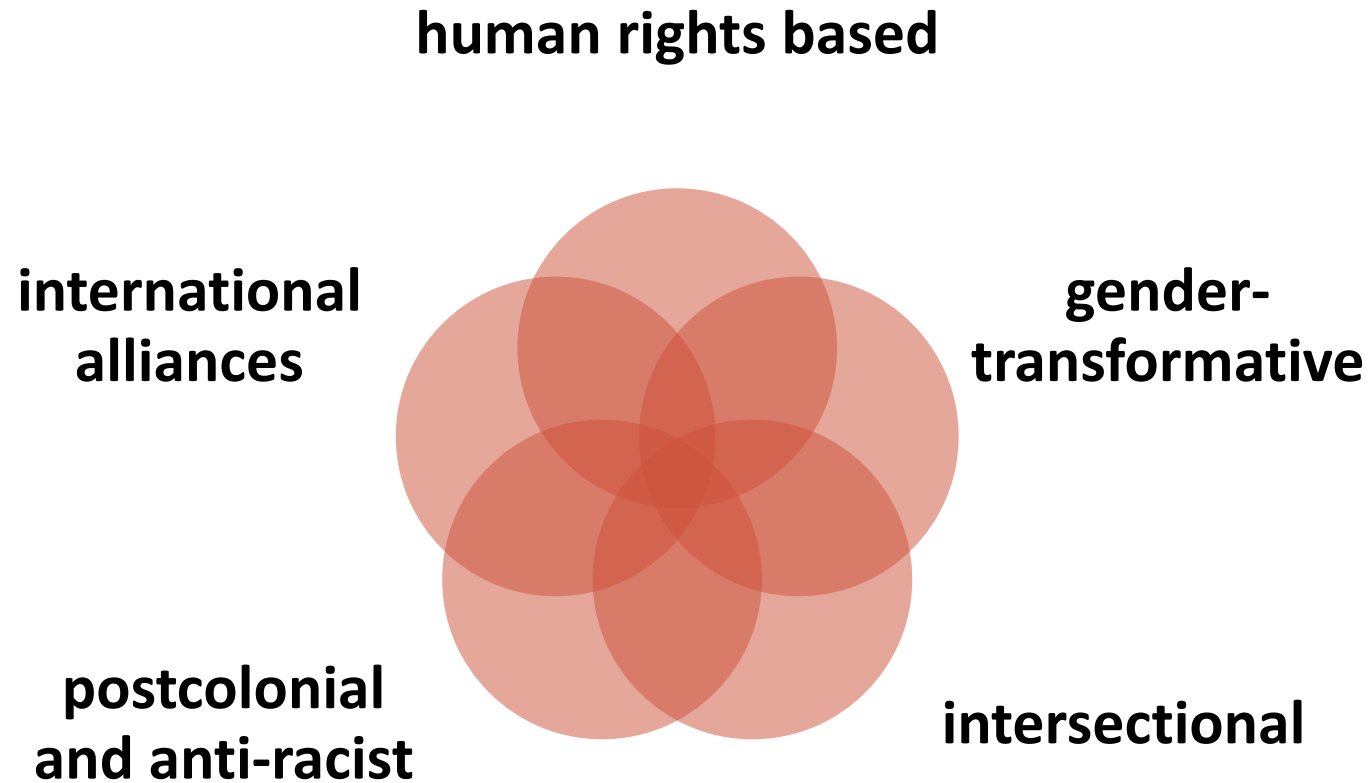 human rights based
international
alliances
gender-
transformative
postcolonial
and anti-racist
intersectional